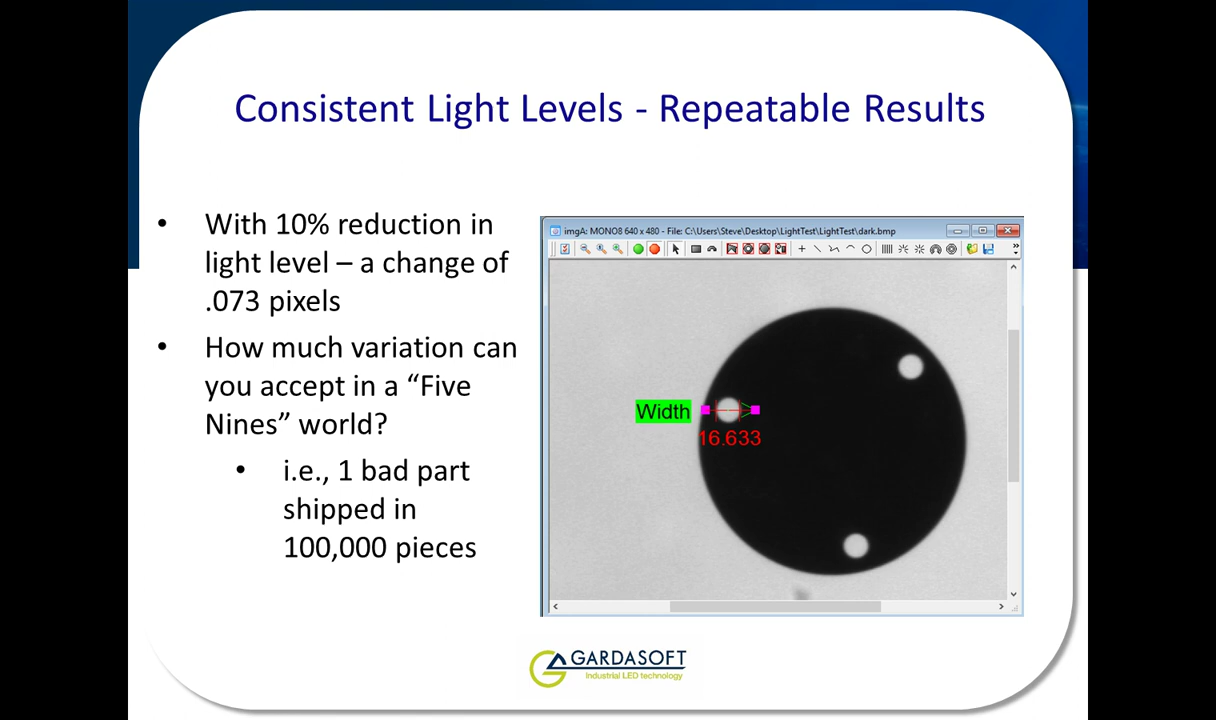 Consistent Light Levels - Repeatable Results
• With 10% reduction in
light level – a change of
.073 pixels
• How much variation can
you accept in a “Five
Nines” world?
• i.e., 1 bad part
shipped in
100,000 pieces
imgA: MONO8 640 x 480 - File: C:\Users\Steve\Desktop\LightTest\LightTest\dark.bmp
Width
16.633
GARDASOFT
Industrial LED technology